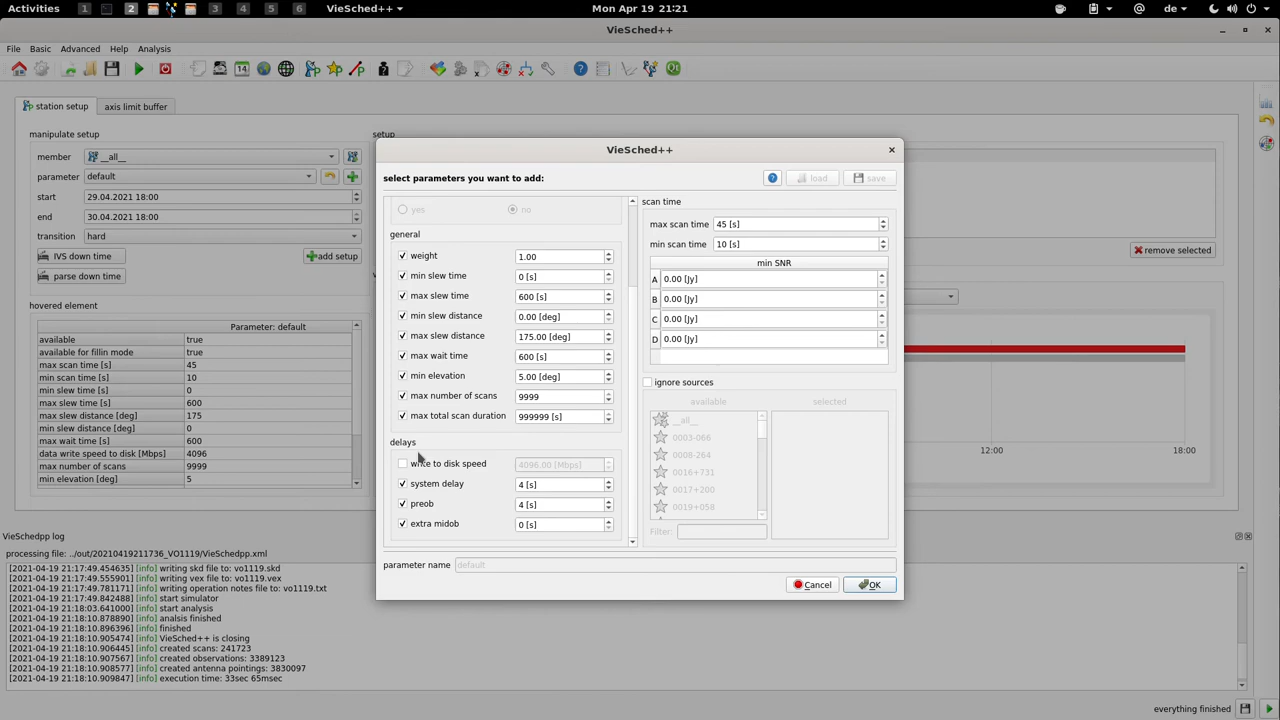 Activities 1 2 3 4 5 6 VieSched++ Mon Apr 19 21:21 de
VieSched++
File Basic Advanced Help Analysis
station setup axis limit buffer
manipulate setup
setup
member __all__
parameter default
start 29.04.2021 18:00
end 30.04.2021 18:00
transition hard
IVS down time add setup
parse down time
remove selected
hovered element
Parameter: default
available true
available for fillin mode true
max scan time [s] 45
min scan time [s] 10
min slew time [s] 0
max slew time [s] 600
max slew distance [deg] 175
min slew distance [deg] 0
max wait time [s] 600
data write speed to disk [Mbps] 4096
max number of scans 9999
min elevation [deg] 5
12:00 18:00
VieSched++
select parameters you want to add:
load save
yes no
general
weight 1.00
min slew time 0 [s]
max slew time 600 [s]
min slew distance 0.00 [deg]
max slew distance 175.00 [deg]
max wait time 600 [s]
min elevation 5.00 [deg]
max number of scans 9999
max total scan duration 999999 [s]
delays
write to disk speed 4096.00 [Mbps]
system delay 4 [s]
preob 4 [s]
extra midob 0 [s]
scan time
max scan time 45 [s]
min scan time 10 [s]
min SNR
A 0.00 [Jy]
B 0.00 [Jy]
C 0.00 [Jy]
D 0.00 [Jy]
ignore sources
available selected
__all__
0003-066
0008-264
0016+731
0017+200
0019+058
Filter:
parameter name default
Cancel OK
VieSchedpp log
processing file: ../out/20210419211736_VO1119/VieSchedpp.xml
[2021-04-19 21:17:49.454635] [info] writing skd file to: vo1119.skd
[2021-04-19 21:17:49.555901] [info] writing vex file to: vo1119.vex
[2021-04-19 21:17:49.781171] [info] writing operation notes file to: vo1119.txt
[2021-04-19 21:17:49.842488] [info] start simulator
[2021-04-19 21:18:03.641000] [info] start analysis
[2021-04-19 21:18:10.878890] [info] analsis finished
[2021-04-19 21:18:10.896396] [info] finished
[2021-04-19 21:18:10.905474] [info] VieSched++ is closing
[2021-04-19 21:18:10.906445] [info] created scans: 241723
[2021-04-19 21:18:10.907567] [info] created observations: 3389123
[2021-04-19 21:18:10.908577] [info] created antenna pointings: 3830097
[2021-04-19 21:18:10.909847] [info] execution time: 33sec 65msec
everything finished